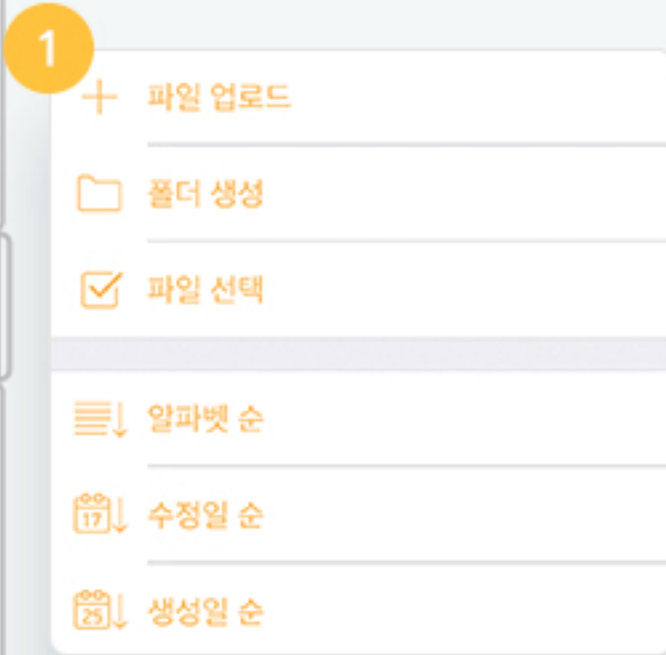 1
파일 업로드
폴더 생성
파일 선택
알파벳 순
17 수정일 순
25 생성일 순